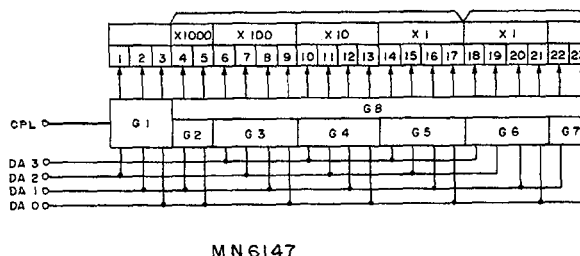 X1000 X 100 X 10 X 1 X 1
1 2 3 4 5 6 7 8 9 10 11 12 13 14 15 16 17 18 19 20 21 22 23
G 8
CPL G 1
G 2 G 3 G 4 G 5 G 6 G 7
DA 3
DA 2
DA 1
DA 0
MN6147